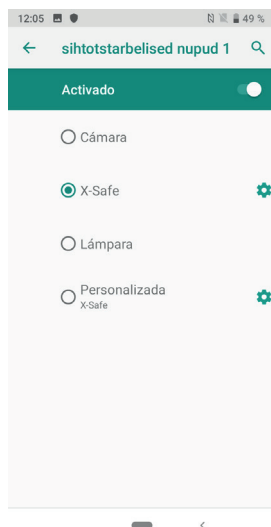 12:05 49 %
sihtotstarbelised nupud 1
Activado
Cámara
X-Safe
Lámpara
Personalizada
X-Safe